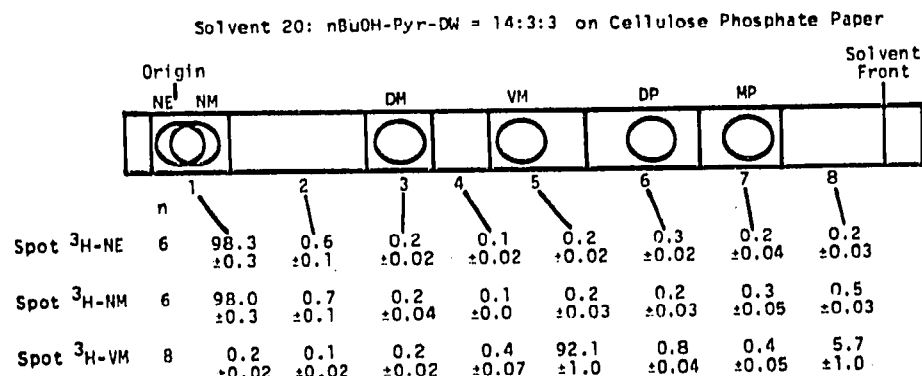 Solvent 20: nBuOH-Pyr-DW = 14:3:3 on Cellulose Phosphate Paper
Origin
Solvent
Front
NE NM DM VM DP MP
1 2 3 4 5 6 7 8
n
Spot ³H-NE 6 98.3 0.6 0.2 0.1 0.2 0.3 0.2 0.2
±0.3 ±0.1 ±0.02 ±0.02 ±0.02 ±0.02 ±0.04 ±0.03
Spot ³H-NM 6 98.0 0.7 0.2 0.1 0.2 0.2 0.3 0.5
±0.3 ±0.1 ±0.04 ±0.0 ±0.03 ±0.03 ±0.05 ±0.03
Spot ³H-VM 8 0.2 0.1 0.2 0.4 92.1 0.8 0.4 5.7
±0.02 ±0.02 ±0.02 ±0.07 ±1.0 ±0.04 ±0.05 ±1.0